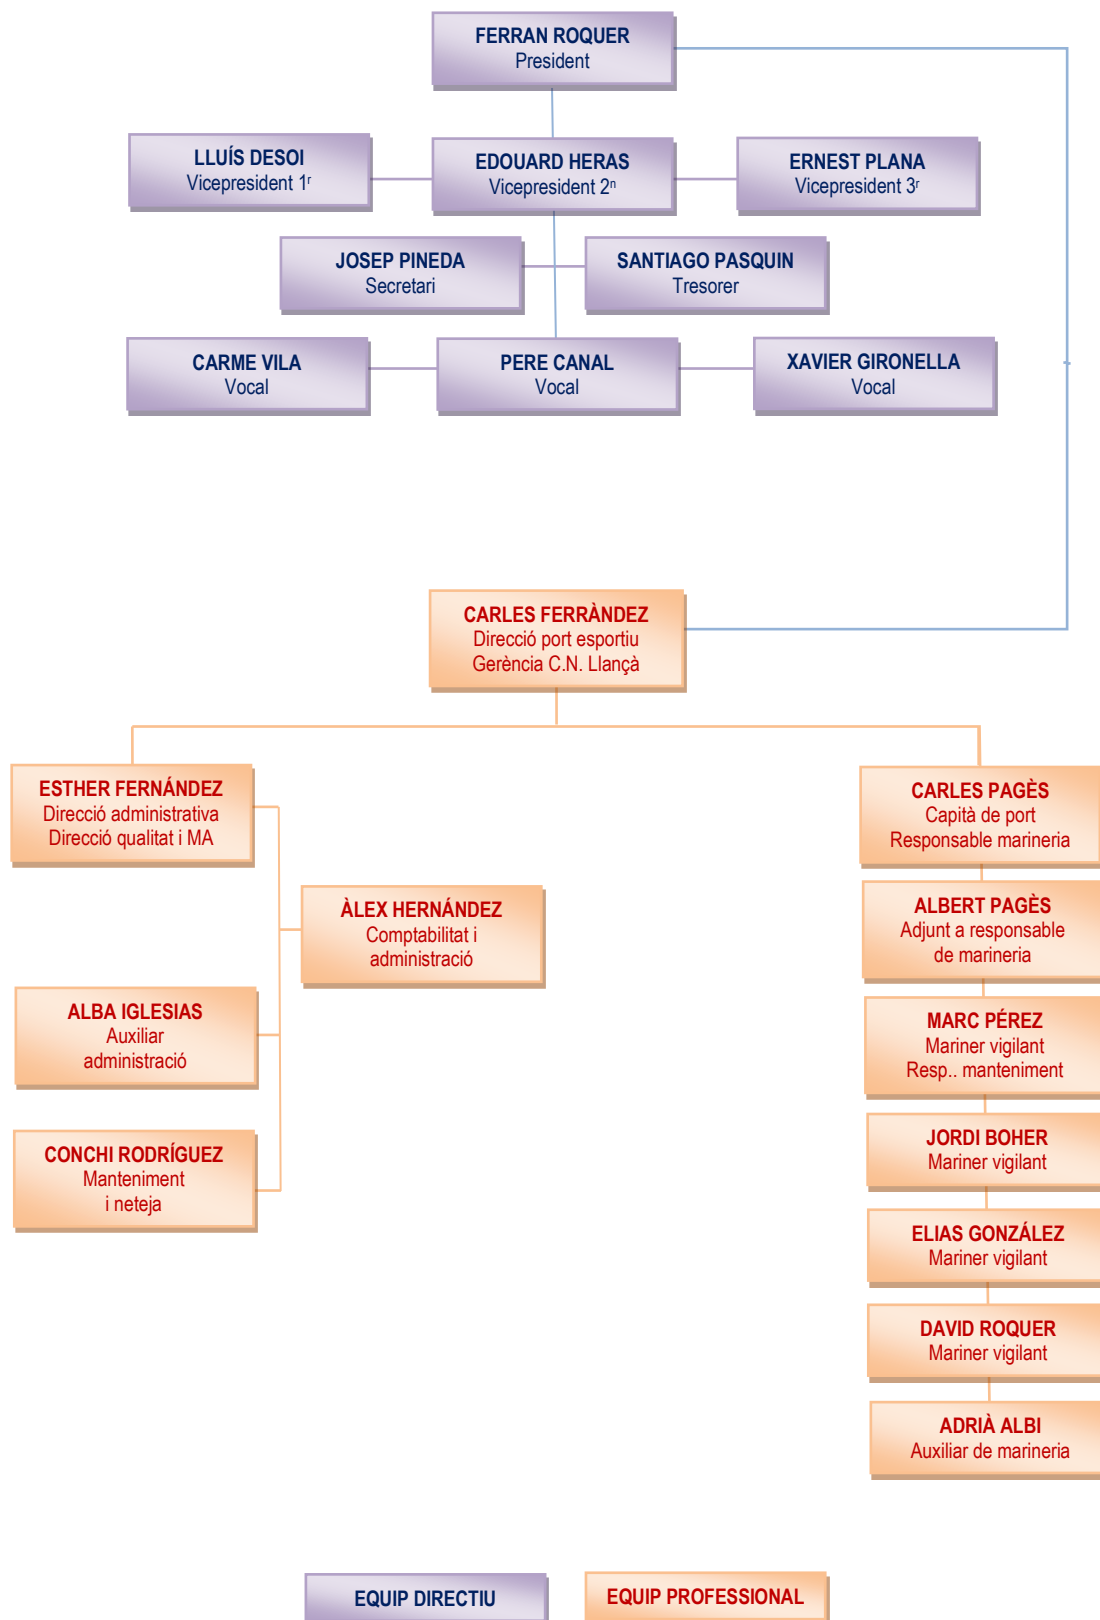 FERRAN ROQUER
President
LLUÍS DESOI
Vicepresident 1r
EDOUARD HERAS
Vicepresident 2n
ERNEST PLANA
Vicepresident 3r
JOSEP PINEDA
Secretari
SANTIAGO PASQUIN
Tresorer
CARME VILA
Vocal
PERE CANAL
Vocal
XAVIER GIRONELLA
Vocal
CARLES FERRÀNDEZ
Direcció port esportiu
Gerència C.N. Llançà
ESTHER FERNÁNDEZ
Direcció administrativa
Direcció qualitat i MA
ÀLEX HERNÁNDEZ
Comptabilitat i
administració
ALBA IGLESIAS
Auxiliar
administració
CONCHI RODRÍGUEZ
Manteniment
i neteja
CARLES PAGÈS
Capità de port
Responsable marineria
ALBERT PAGÈS
Adjunt a responsable
de marineria
MARC PÉREZ
Mariner vigilant
Resp.. manteniment
JORDI BOHER
Mariner vigilant
ELIAS GONZÁLEZ
Mariner vigilant
DAVID ROQUER
Mariner vigilant
ADRIÀ ALBI
Auxiliar de marineria
EQUIP DIRECTIU
EQUIP PROFESSIONAL